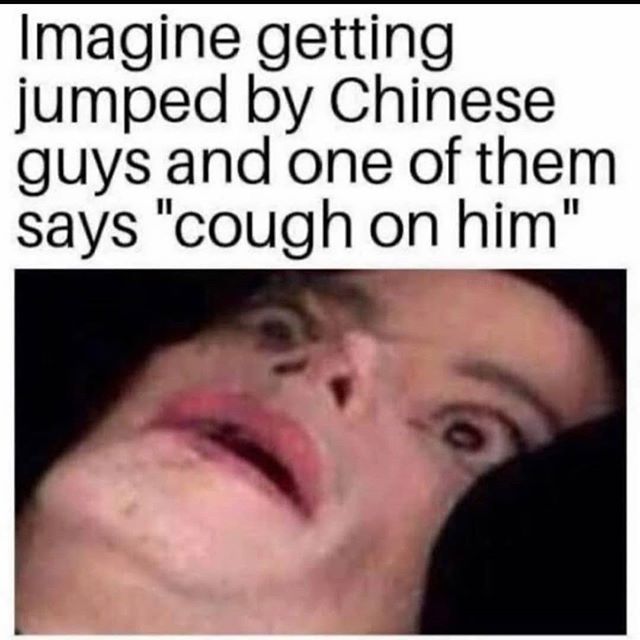 Imagine getting
jumped by Chinese
guys and one of them
says "cough on him"